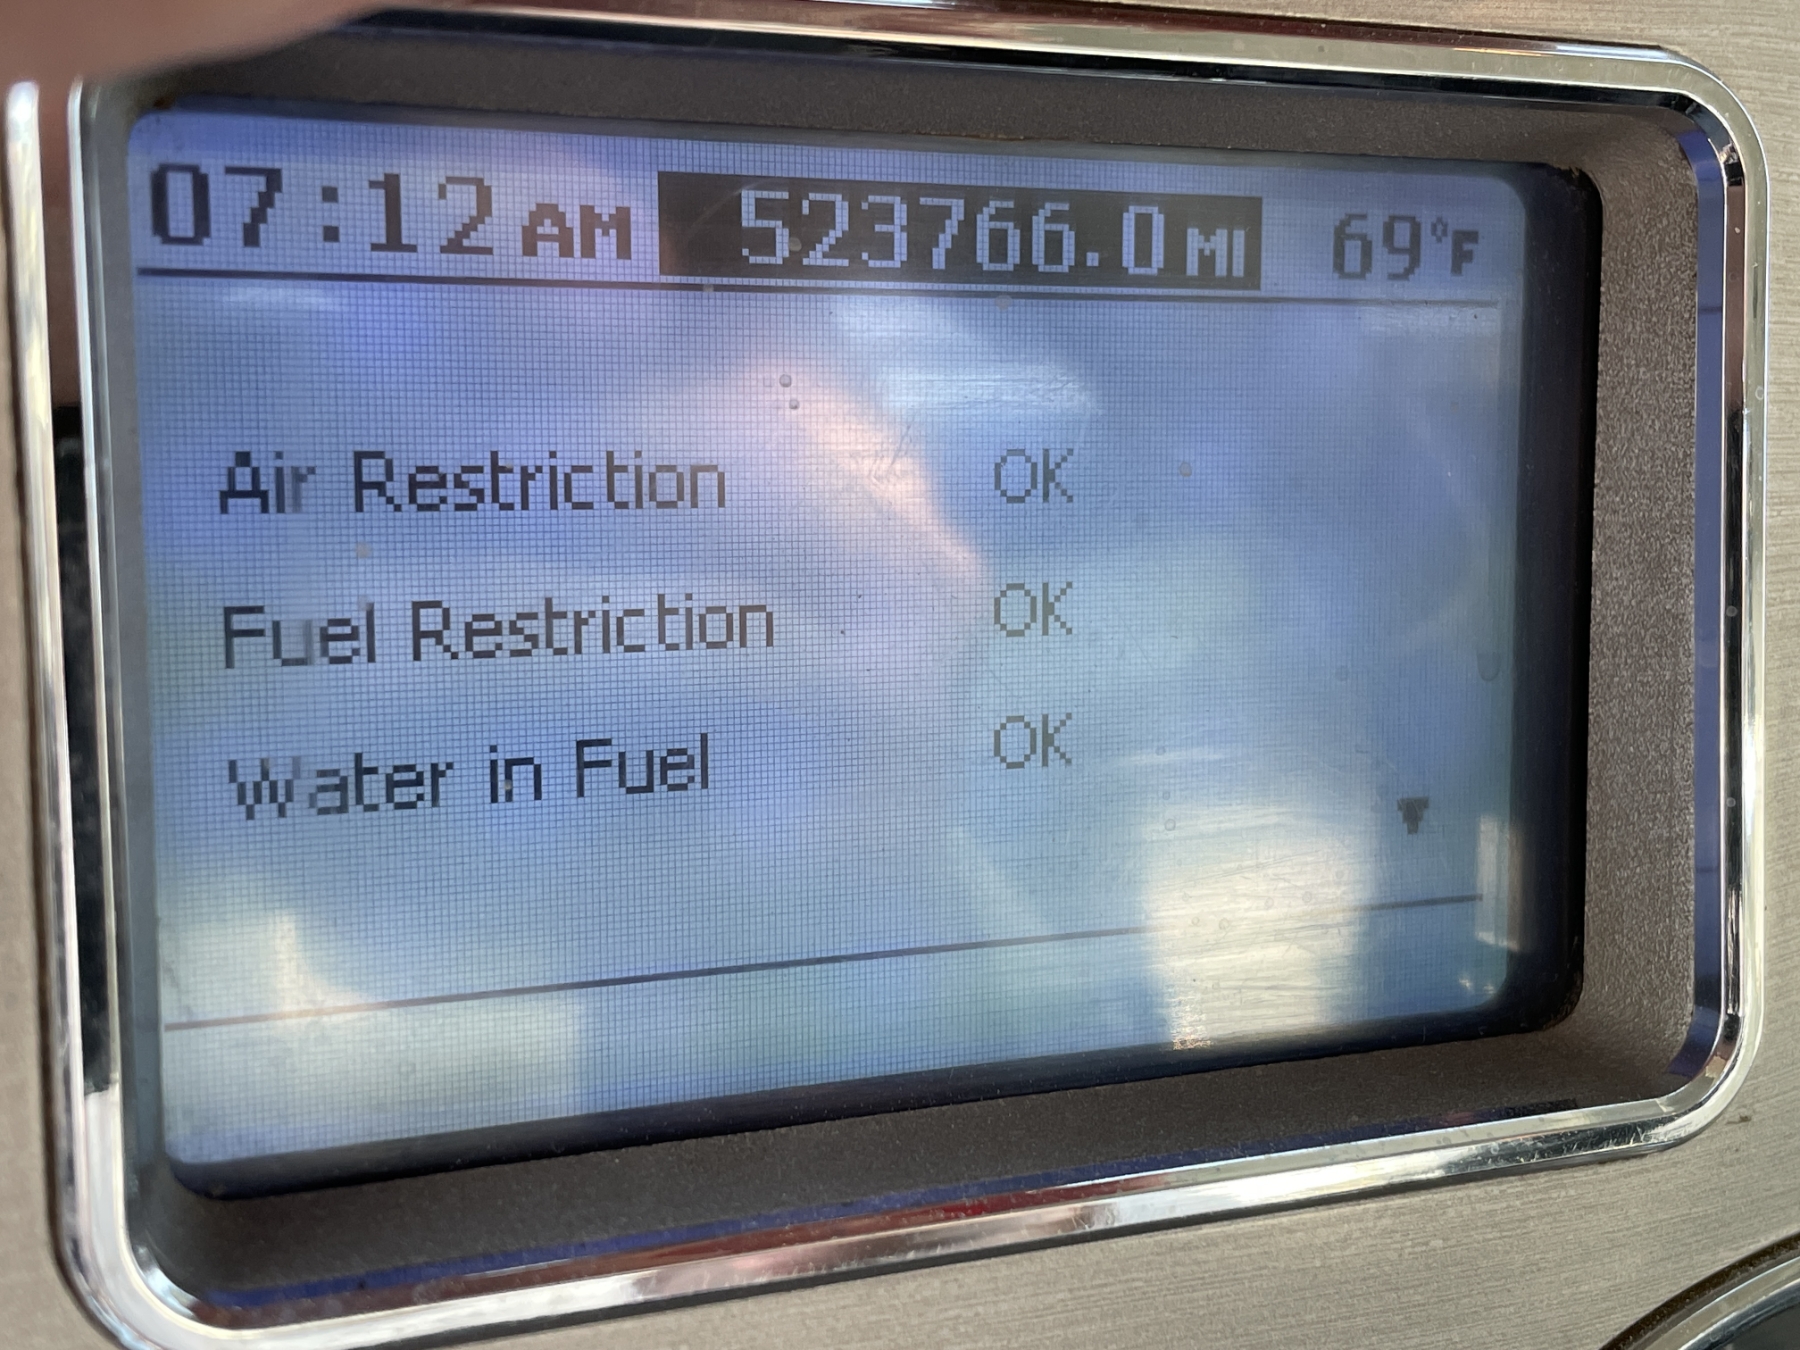 07:12 AM 523766.0 MI 69°F
Air Restriction OK
Fuel Restriction OK
Water in Fuel OK